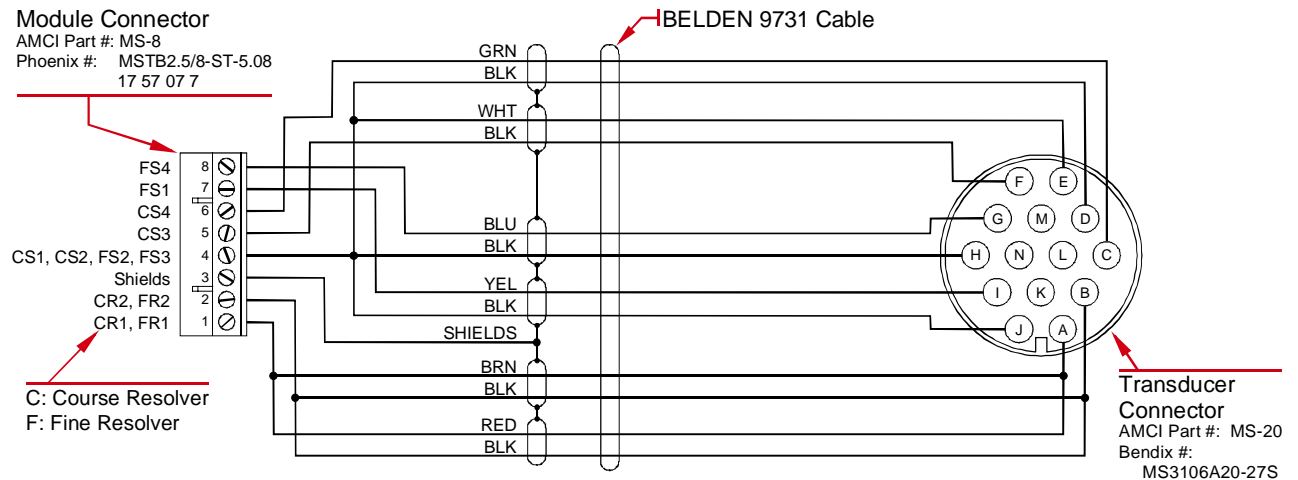 Module Connector
AMCI Part #: MS-8
Phoenix #: MSTB2.5/8-ST-5.08
17 57 07 7
BELDEN 9731 Cable
GRN
BLK
WHT
BLK
BLU
BLK
YEL
BLK
SHIELDS
BRN
BLK
RED
BLK
FS4 8
FS1 7
CS4 6
CS3 5
CS1, CS2, FS2, FS3 4
Shields 3
CR2, FR2 2
CR1, FR1 1
F E
G M D
H N L C
I K B
J A
C: Course Resolver
F: Fine Resolver
Transducer
Connector
AMCI Part #: MS-20
Bendix #:
MS3106A20-27S